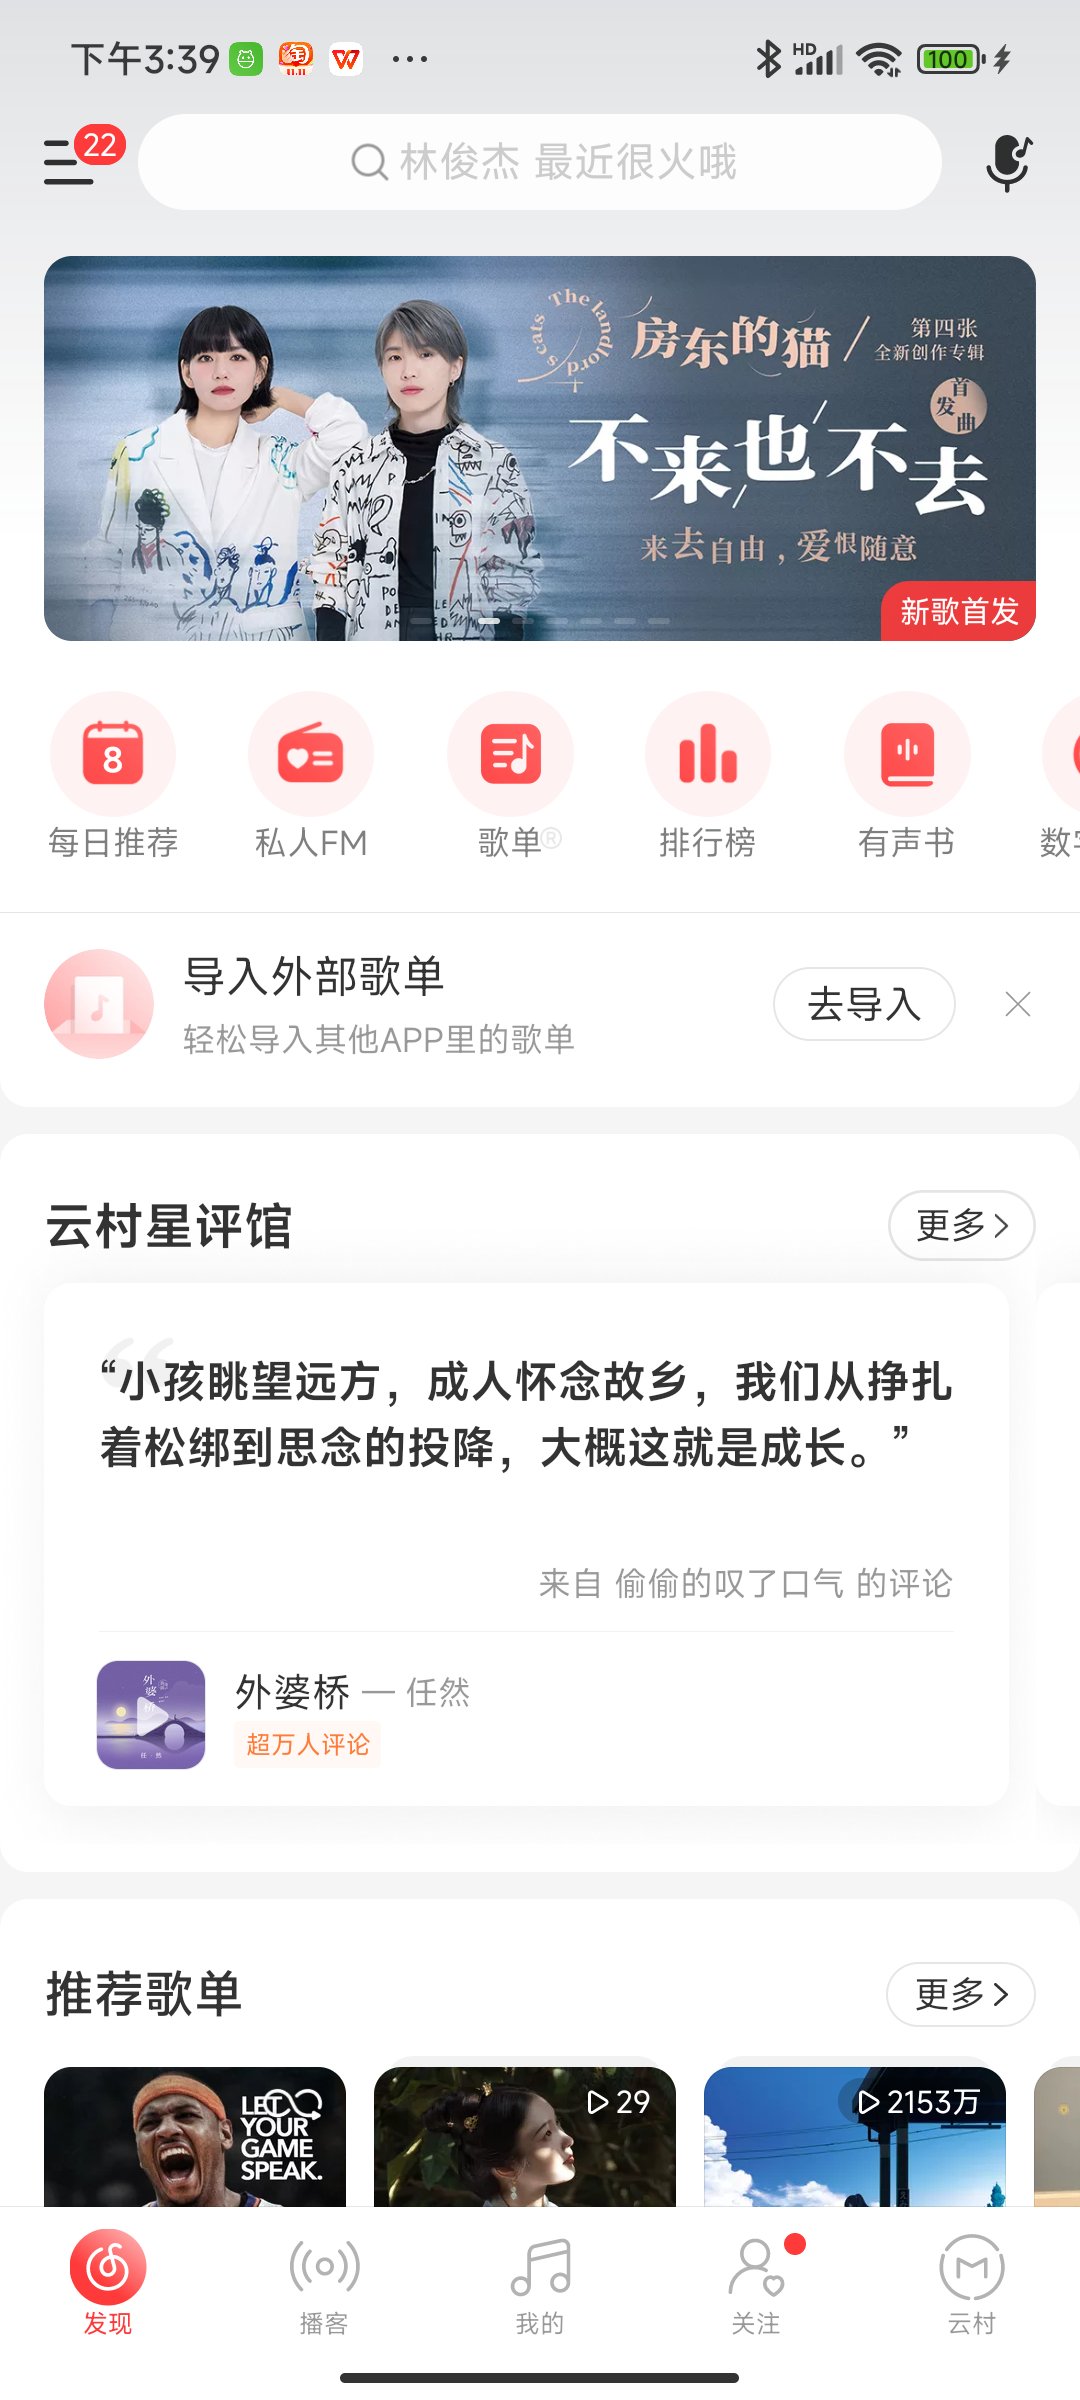 下午3:39
HD
100
22
林俊杰 最近很火哦
The landlord's cats
房东的猫
第四张
全新创作专辑
首发曲
不来也不去
来去自由，爱恨随意
新歌首发
8
每日推荐
私人FM
歌单®
排行榜
有声书
导入外部歌单
轻松导入其他APP里的歌单
去导入
云村星评馆
更多
“小孩眺望远方，成人怀念故乡，我们从挣扎
着松绑到思念的投降，大概这就是成长。”
来自 偷偷的叹了口气 的评论
外婆桥
任·然
外婆桥 — 任然
超万人评论
推荐歌单
更多
LET
YOUR
GAME
SPEAK.
29
2153万
发现
播客
我的
关注
云村